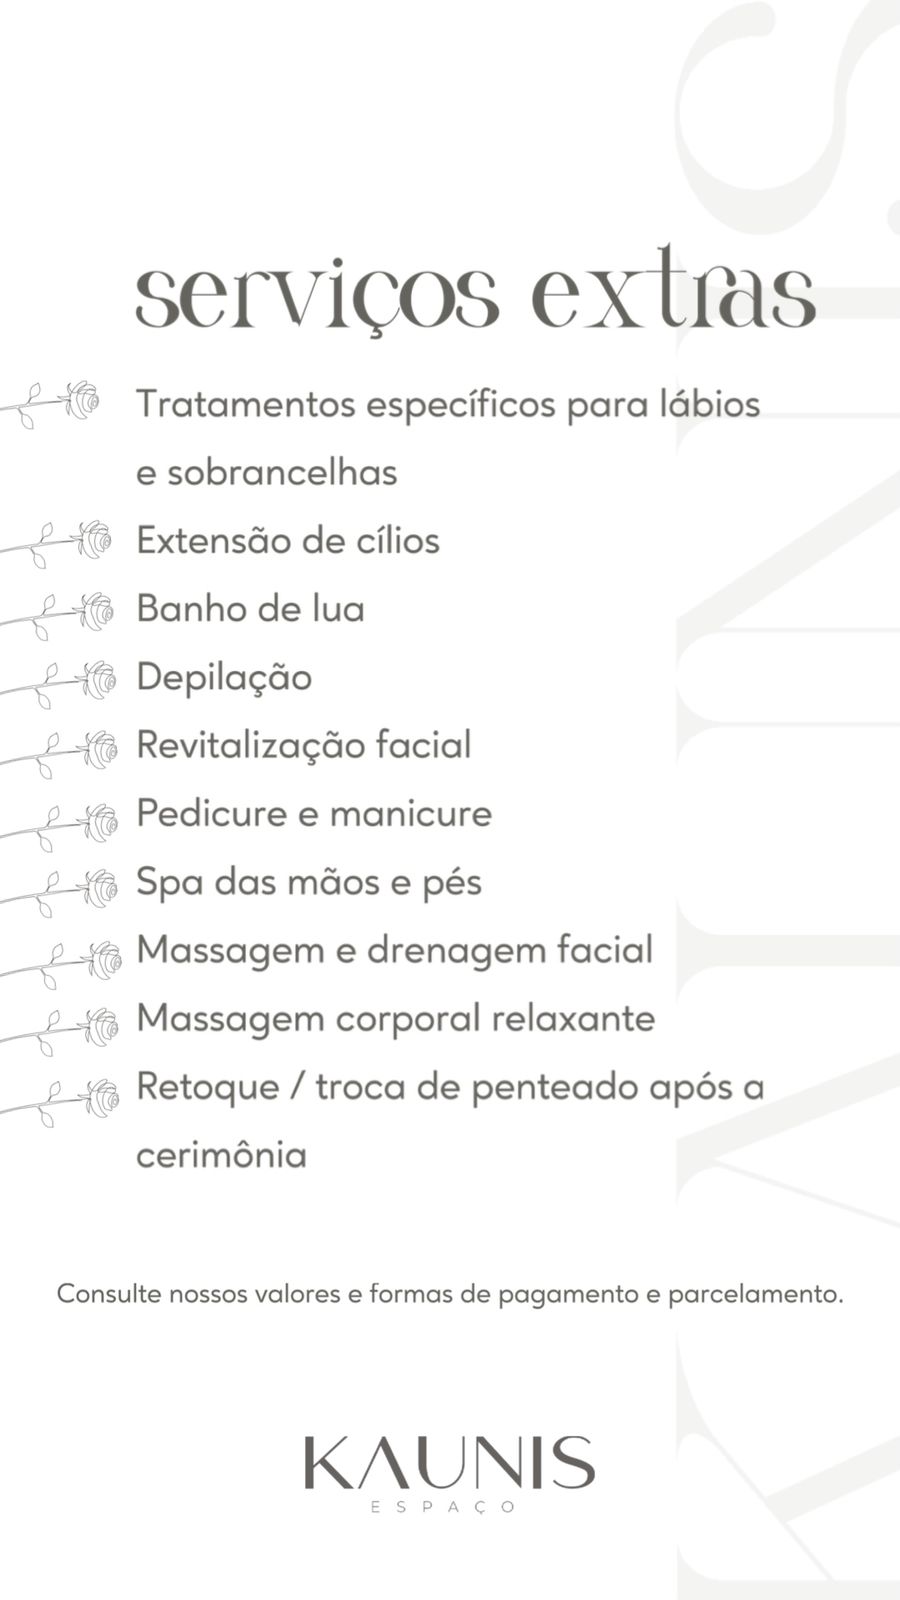 serviços extras
Tratamentos específicos para lábios
e sobrancelhas
Extensão de cílios
Banho de lua
Depilação
Revitalização facial
Pedicure e manicure
Spa das mãos e pés
Massagem e drenagem facial
Massagem corporal relaxante
Retoque / troca de penteado após a
cerimônia
Consulte nossos valores e formas de pagamento e parcelamento.
KAUNIS
ESPAÇO
KAUNIS